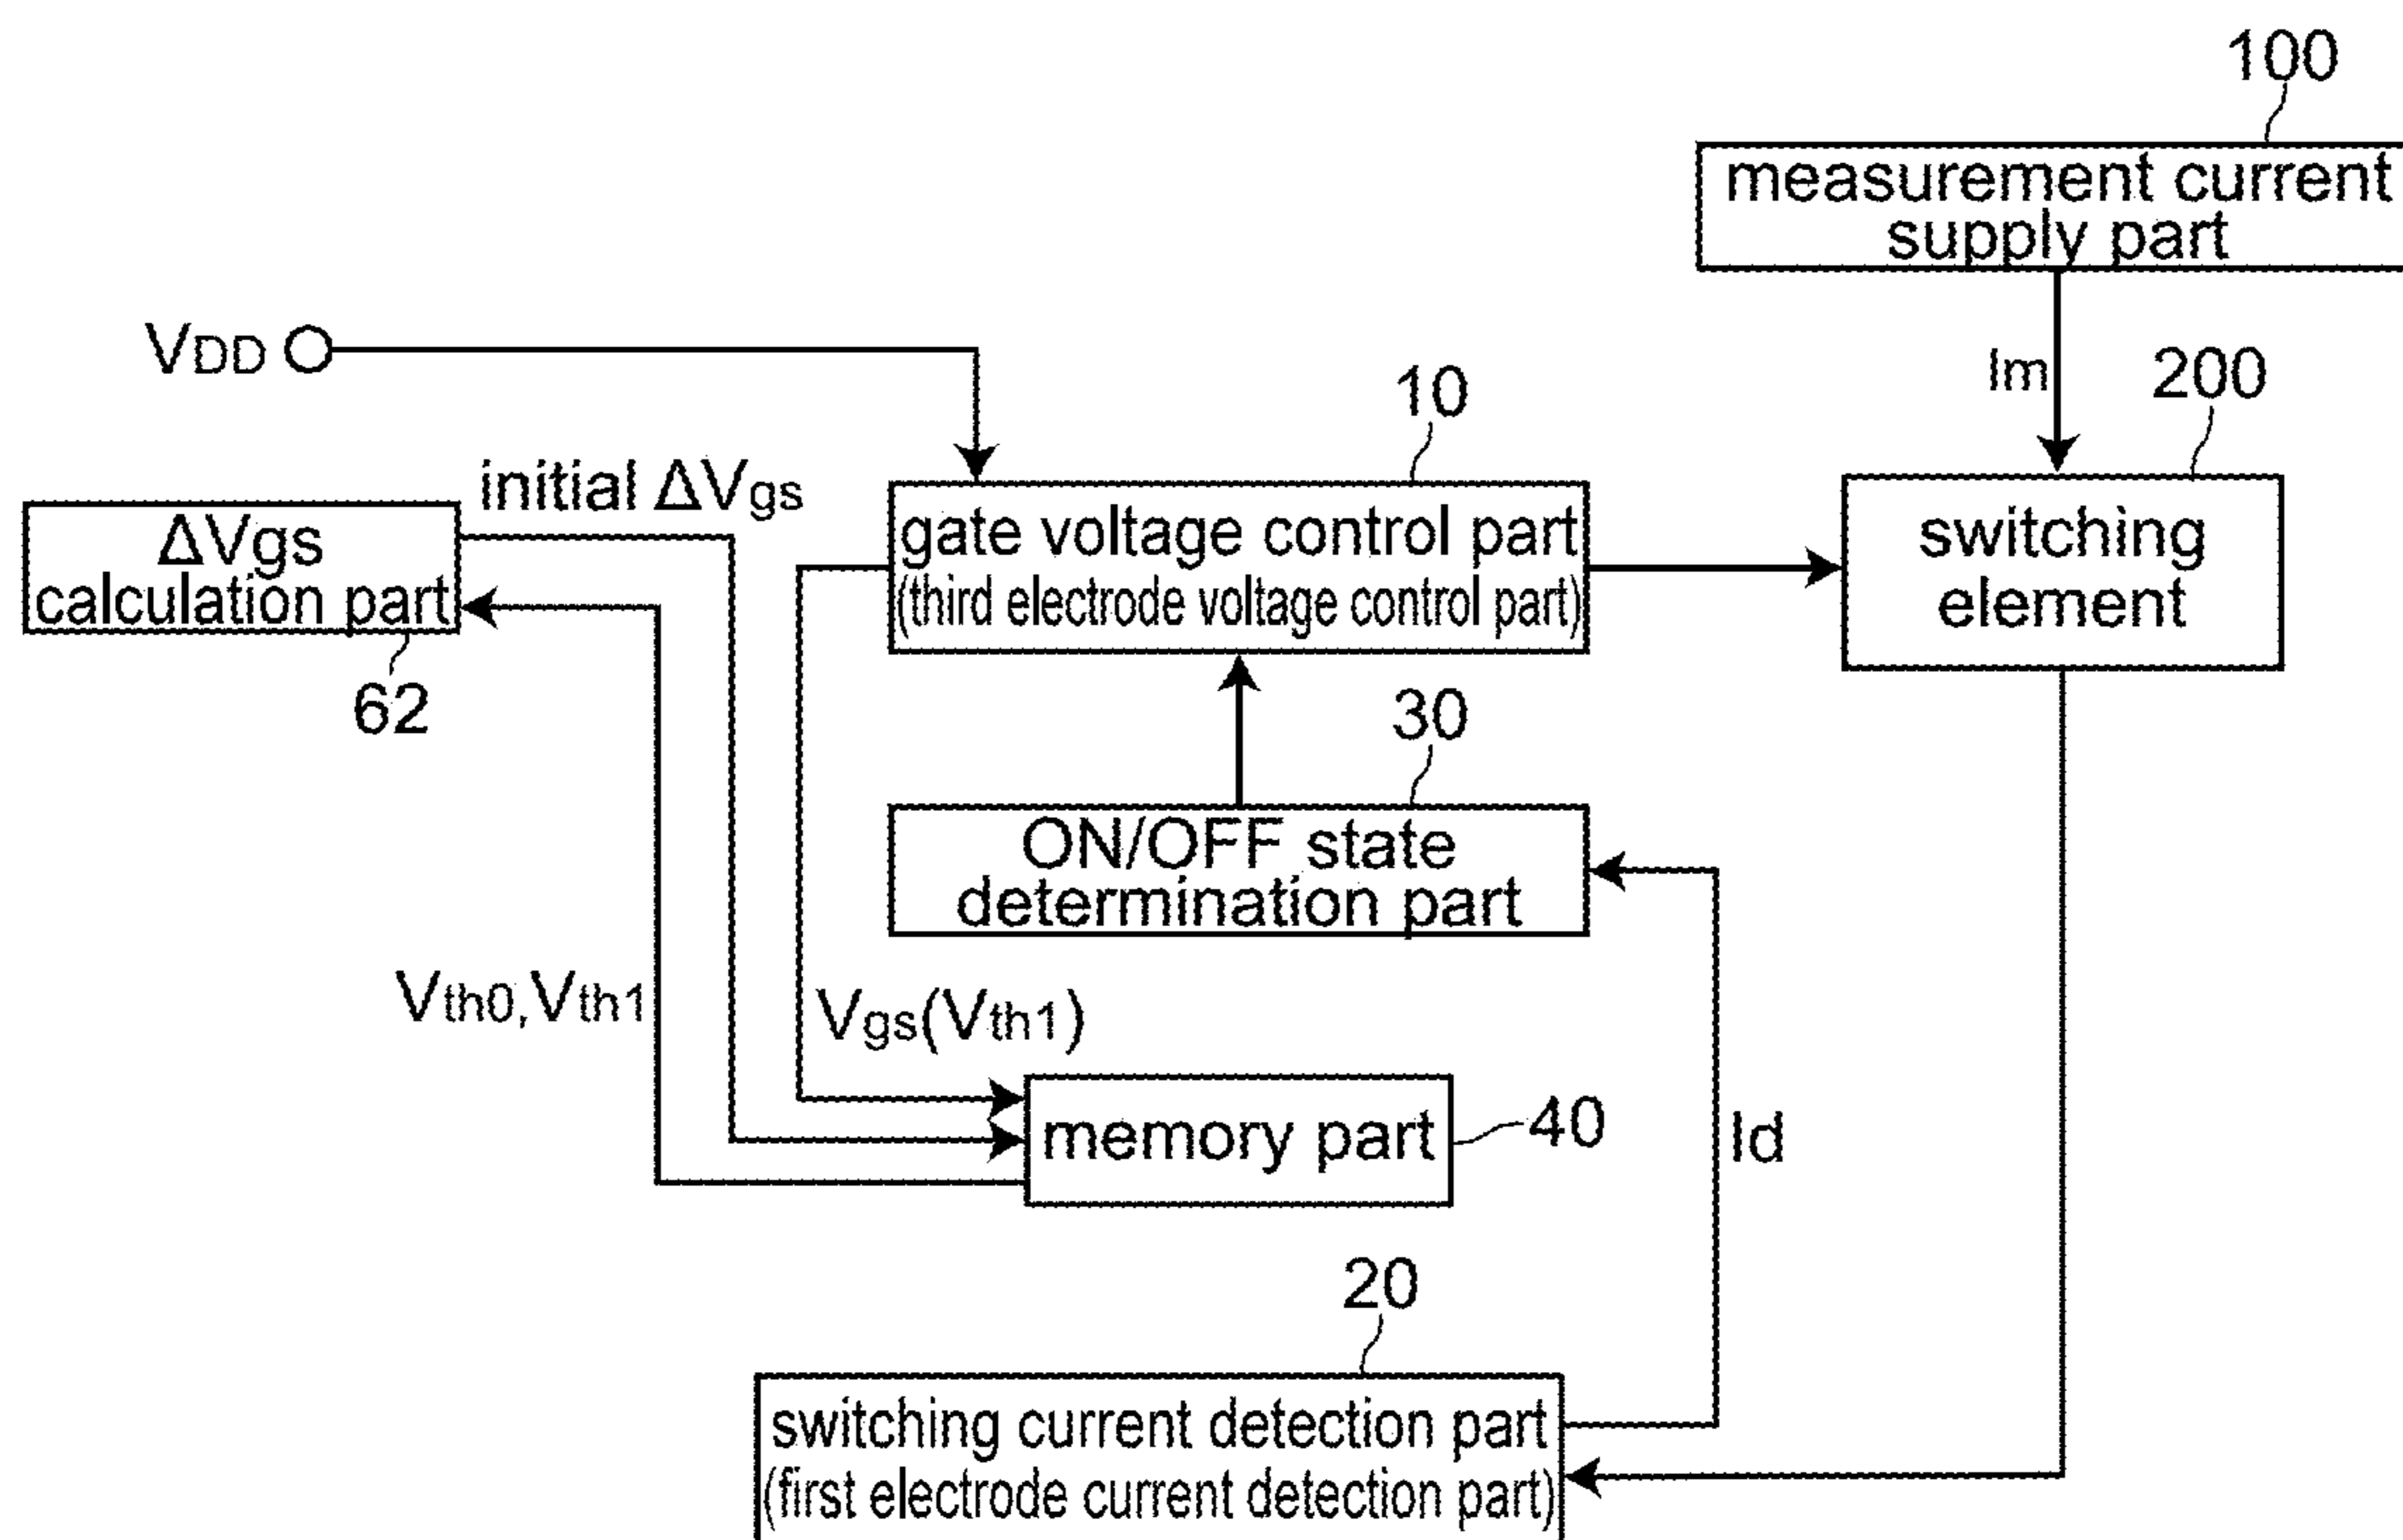 100
measurement current
supply part
VDD
Im
200
10
initial ΔVgs
ΔVgs
calculation part
62
gate voltage control part
(third electrode voltage control part)
switching
element
30
ON/OFF state
determination part
Vth0,Vth1
Vgs(Vth1)
memory part
40
Id
20
switching current detection part
(first electrode current detection part)